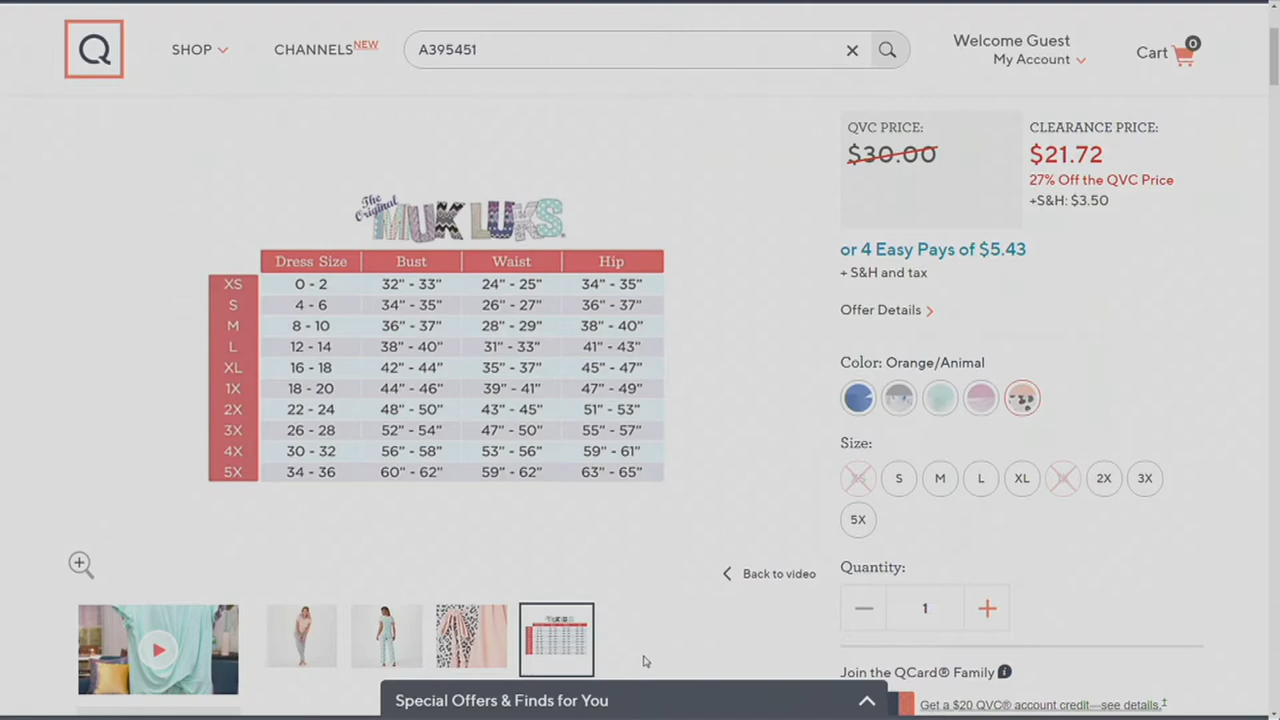 Q
SHOP
CHANNELS NEW
A395451
Welcome Guest
My Account
Cart 0
QVC PRICE:
$30.00
CLEARANCE PRICE:
$21.72
27% Off the QVC Price
+S&H: $3.50
or 4 Easy Pays of $5.43
+ S&H and tax
Offer Details
The Original MUK LUKS
Dress Size Bust Waist Hip
XS 0 - 2 32" - 33" 24" - 25" 34" - 35"
S 4 - 6 34" - 35" 26" - 27" 36" - 37"
M 8 - 10 36" - 37" 28" - 29" 38" - 40"
L 12 - 14 38" - 40" 31" - 33" 41" - 43"
XL 16 - 18 42" - 44" 35" - 37" 45" - 47"
1X 18 - 20 44" - 46" 39" - 41" 47" - 49"
2X 22 - 24 48" - 50" 43" - 45" 51" - 53"
3X 26 - 28 52" - 54" 47" - 50" 55" - 57"
4X 30 - 32 56" - 58" 53" - 56" 59" - 61"
5X 34 - 36 60" - 62" 59" - 62" 63" - 65"
Color: Orange/Animal
Size:
S M L XL 2X 3X
5X
Back to video
Quantity:
1
Join the QCard® Family
Special Offers & Finds for You
Get a $20 QVC® account credit—see details.‡